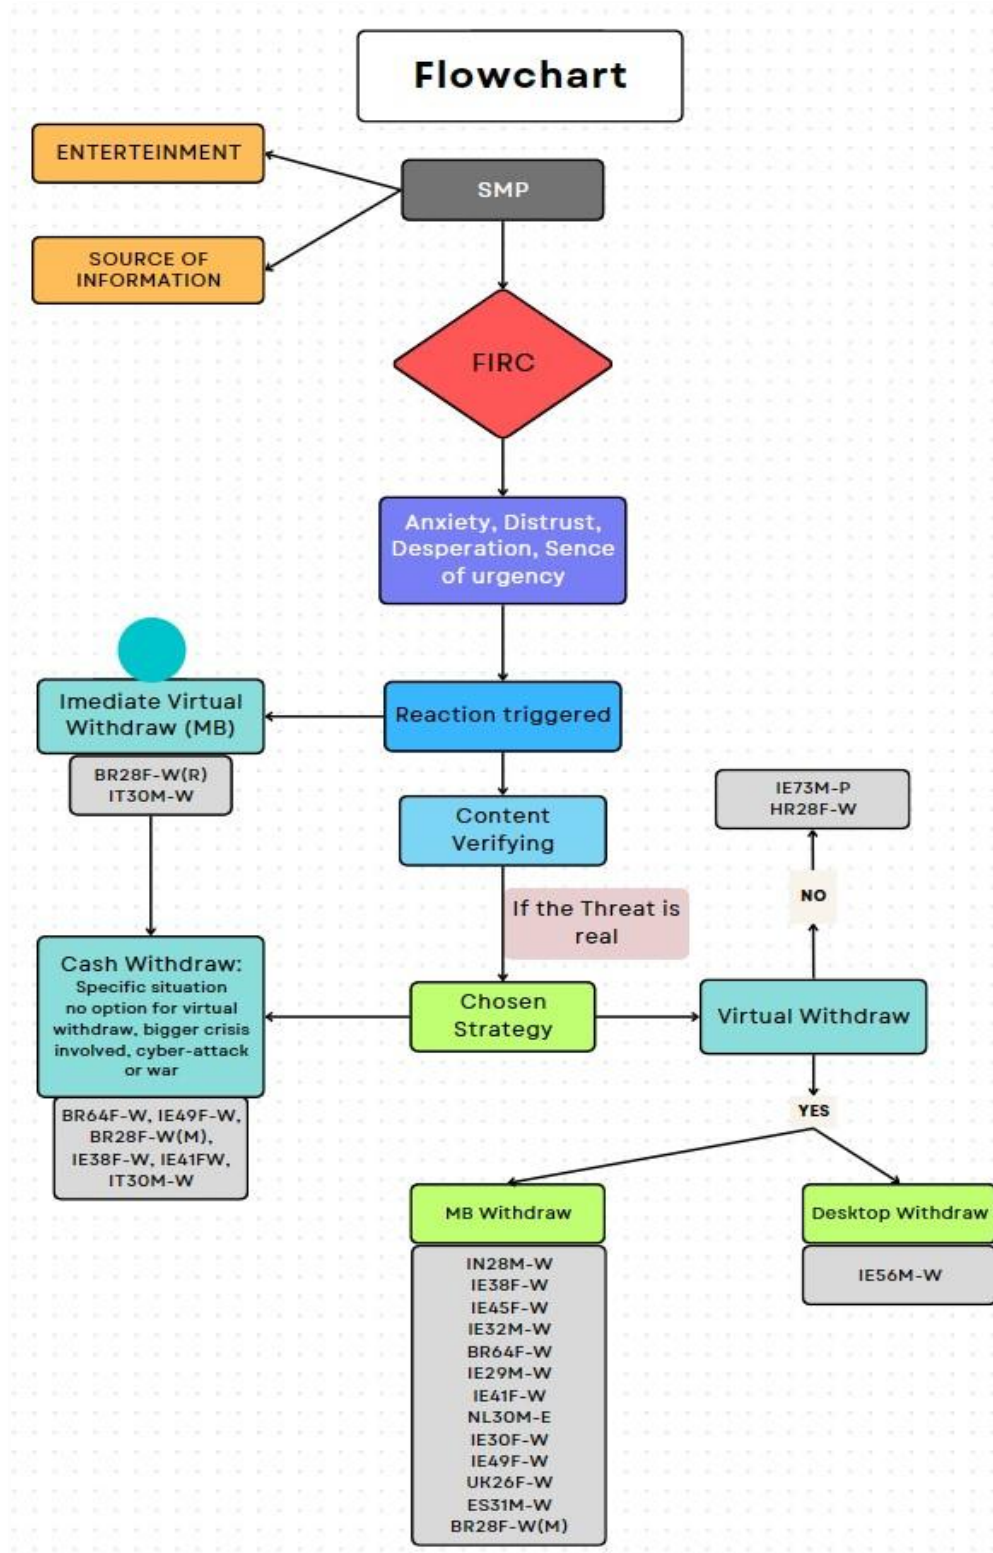 Flowchart
ENTERTEINMENT
SMP
SOURCE OF
INFORMATION
FIRC
Anxiety, Distrust,
Desperation, Sence
of urgency
Imediate Virtual
Withdraw (MB)
Reaction triggered
BR28F-W(R)
IT30M-W
Content
Verifying
IE73M-P
HR28F-W
NO
If the Threat is
real
Cash Withdraw:
Specific situation
no option for virtual
withdraw, bigger crisis
involved, cyber-attack
or war
Chosen
Strategy
Virtual Withdraw
BR64F-W, IE49F-W,
BR28F-W(M),
IE38F-W, IE41FW,
IT30M-W
YES
MB Withdraw
Desktop Withdraw
IN28M-W
IE38F-W
IE45F-W
IE32M-W
BR64F-W
IE29M-W
IE41F-W
NL30M-E
IE30F-W
IE49F-W
UK26F-W
ES31M-W
BR28F-W(M)
IE56M-W